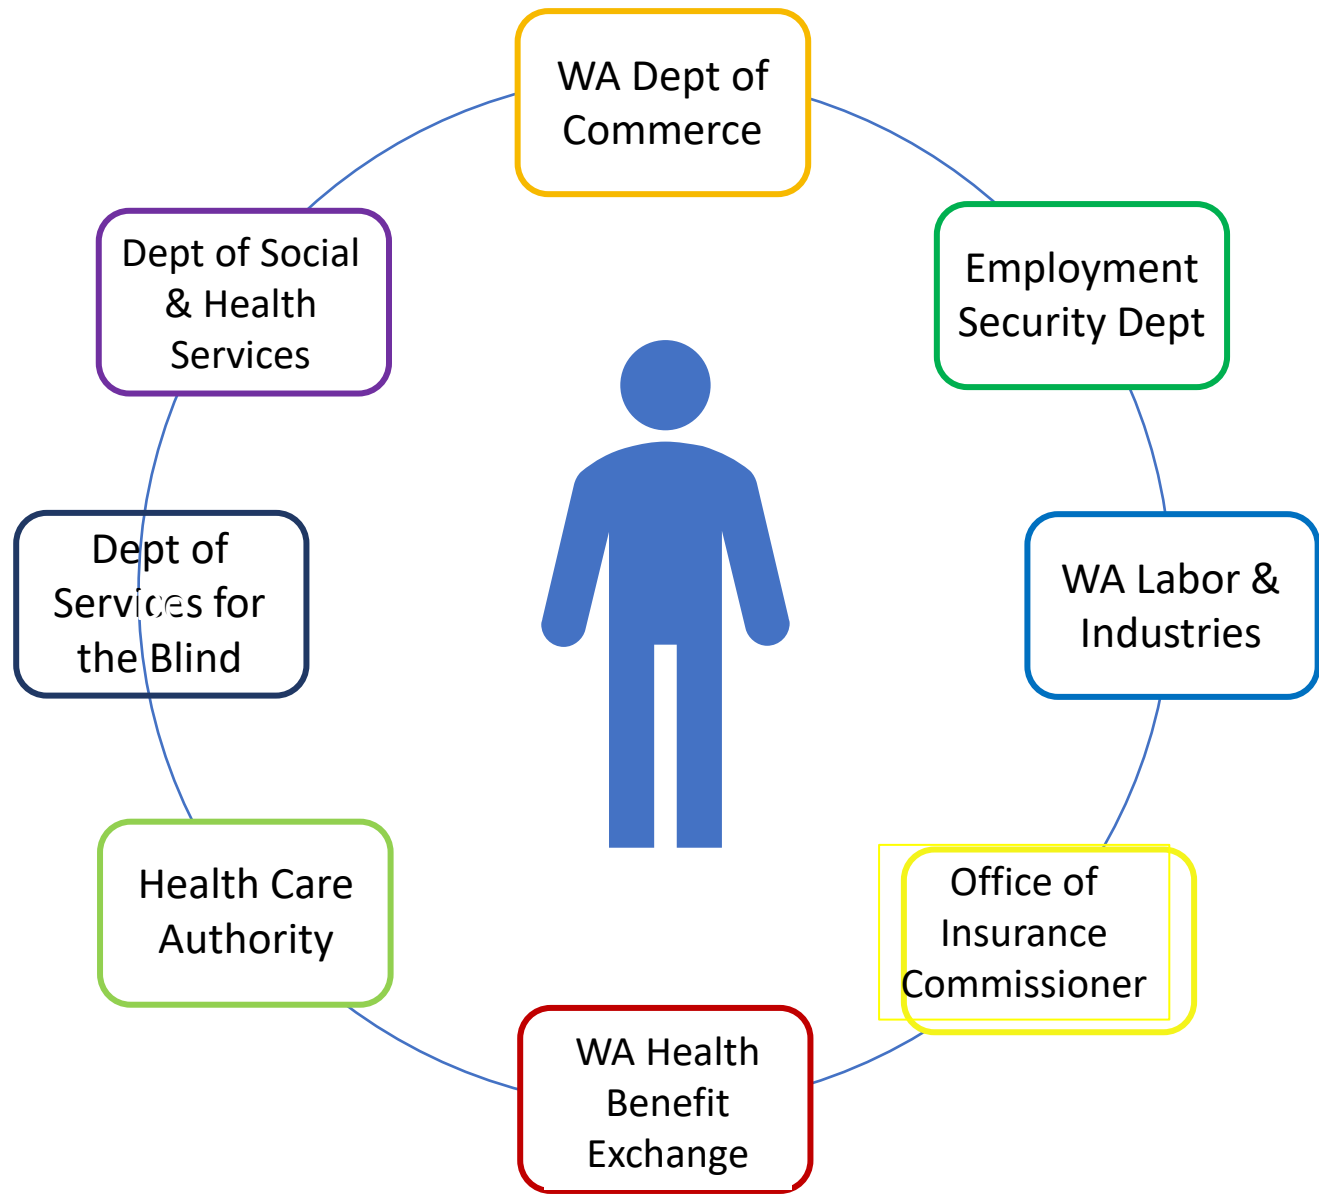 WA Dept of
Commerce
Employment
Security Dept
WA Labor &
Industries
Office of
Insurance
Commissioner
WA Health
Benefit
Exchange
Health Care
Authority
Dept of
Services for
the Blind
Dept of Social
& Health
Services